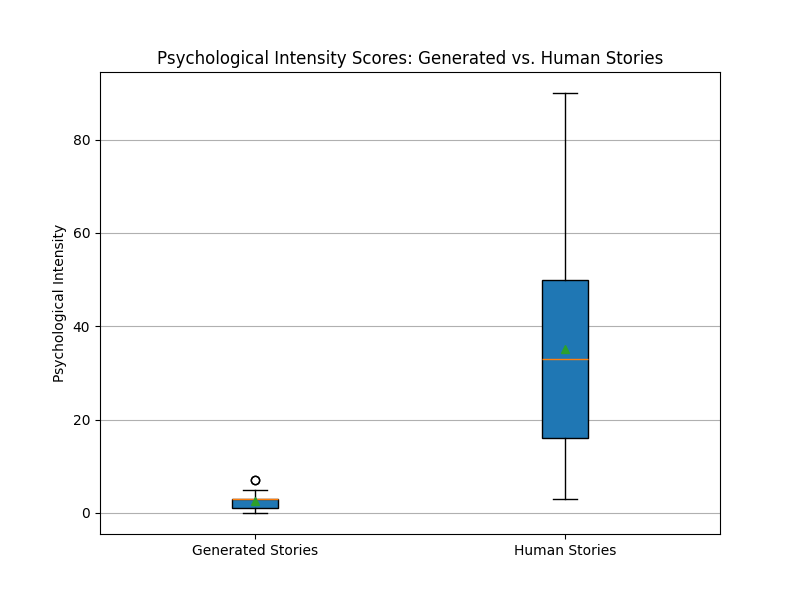 Psychological Intensity Scores: Generated vs. Human Stories
Psychological Intensity
80
60
40
20
0
Generated Stories
Human Stories